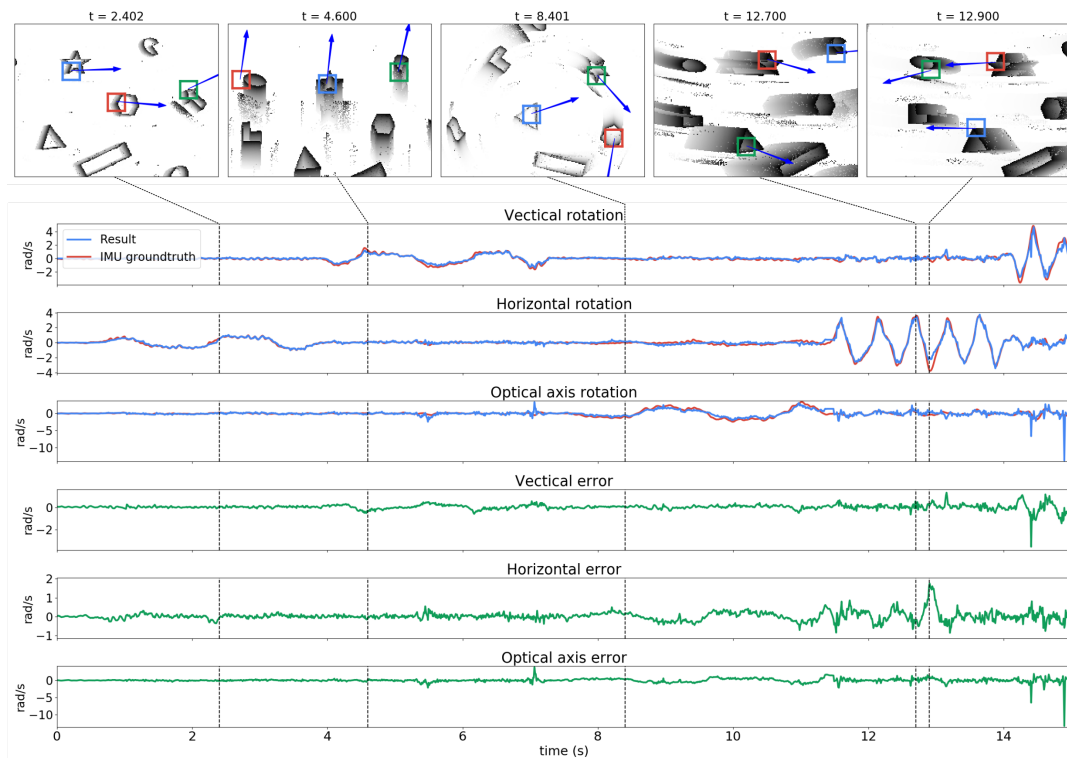 t = 2.402 t = 4.600 t = 8.401 t = 12.700 t = 12.900
Vectical rotation
4
2
0
−2
rad/s
Result
IMU groundtruth
Horizontal rotation
4
2
0
−2
−4
rad/s
Optical axis rotation
0
−5
−10
rad/s
Vectical error
0
−2
rad/s
Horizontal error
2
1
0
−1
rad/s
Optical axis error
0
−5
−10
rad/s
0 2 4 6 8 10 12 14
time (s)